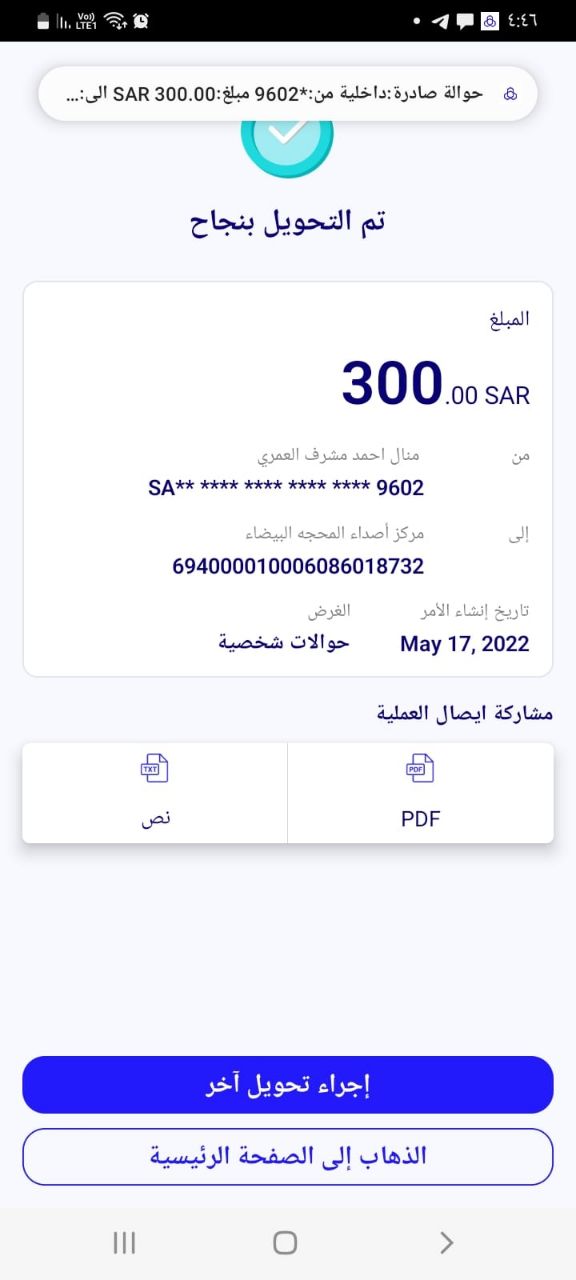 ٤:٤٦
Vo)) LTE1
حوالة صادرة:داخلية من:*9602 مبلغ:SAR 300.00 الى:...
تم التحويل بنجاح
المبلغ
300.00 SAR
من
منال احمد مشرف العمري
SA** **** **** **** **** 9602
إلى
مركز أصداء المحجه البيضاء
694000010006086018732
تاريخ إنشاء الأمر
May 17, 2022
الغرض
حوالات شخصية
مشاركة ايصال العملية
PDF
PDF
TXT
نص
إجراء تحويل آخر
الذهاب إلى الصفحة الرئيسية